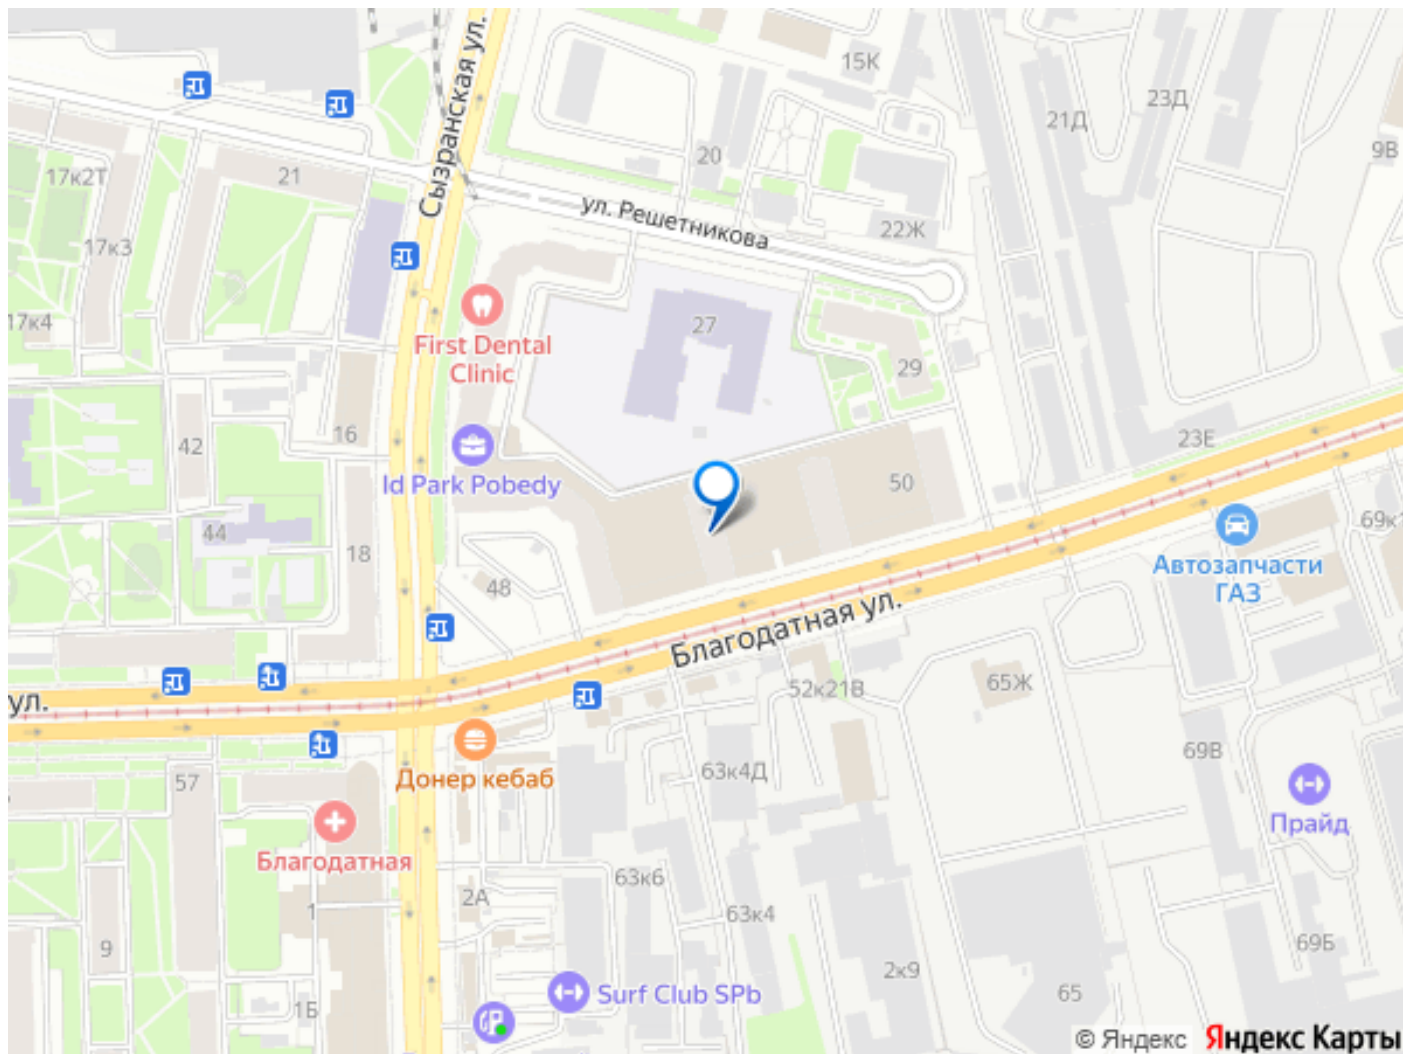 Сызранская ул.
15К
23Д
21Д
9В
20
17к2Т
21
ул. Решетникова
22Ж
17к3
17к4
27
First Dental
Clinic
29
16
42
23Е
Id Park Pobedy
50
69к1
44
18
Автозапчасти
ГАЗ
48
Благодатная ул.
ул.
52к21В
65Ж
69В
57
Донер кебаб
63к4Д
Прайд
Благодатная
63к6
2А
1
63к4
9
69Б
2к9
1Б
Surf Club SPb
65
© Яндекс
Яндекс Карты